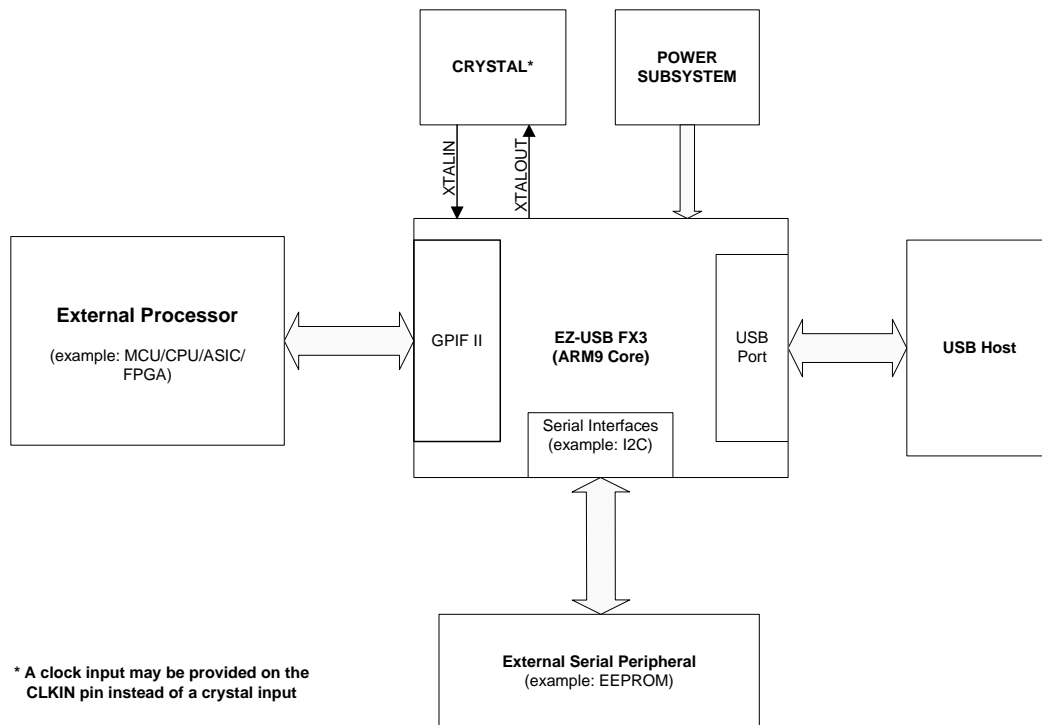 CRYSTAL*
POWER
SUBSYSTEM
XTALIN
XTALOUT
External Processor
(example: MCU/CPU/ASIC/
FPGA)
GPIF II
EZ-USB FX3
(ARM9 Core)
USB
Port
USB Host
Serial Interfaces
(example: I2C)
External Serial Peripheral
(example: EEPROM)
* A clock input may be provided on the
CLKIN pin instead of a crystal input